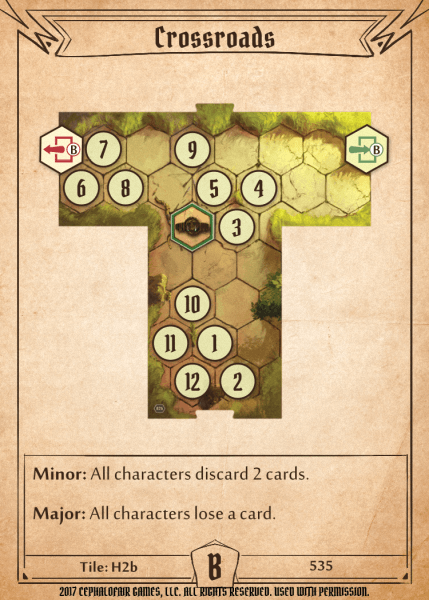 Crossroads
B 7 9 B
6 8 5 4
3
10
11 1
12 2
Minor: All characters discard 2 cards.
Major: All characters lose a card.
Tile: H2b B 535
2017 CEPHALOFAIR GAMES, LLC. ALL RIGHTS RESERVED. USED WITH PERMISSION.